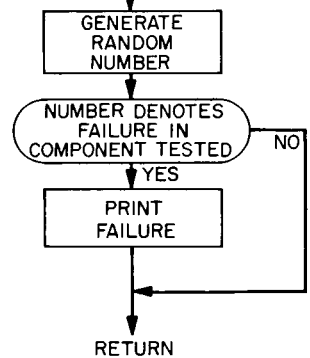 GENERATE
RANDOM
NUMBER
NUMBER DENOTES
FAILURE IN
COMPONENT TESTED
NO
YES
PRINT
FAILURE
RETURN